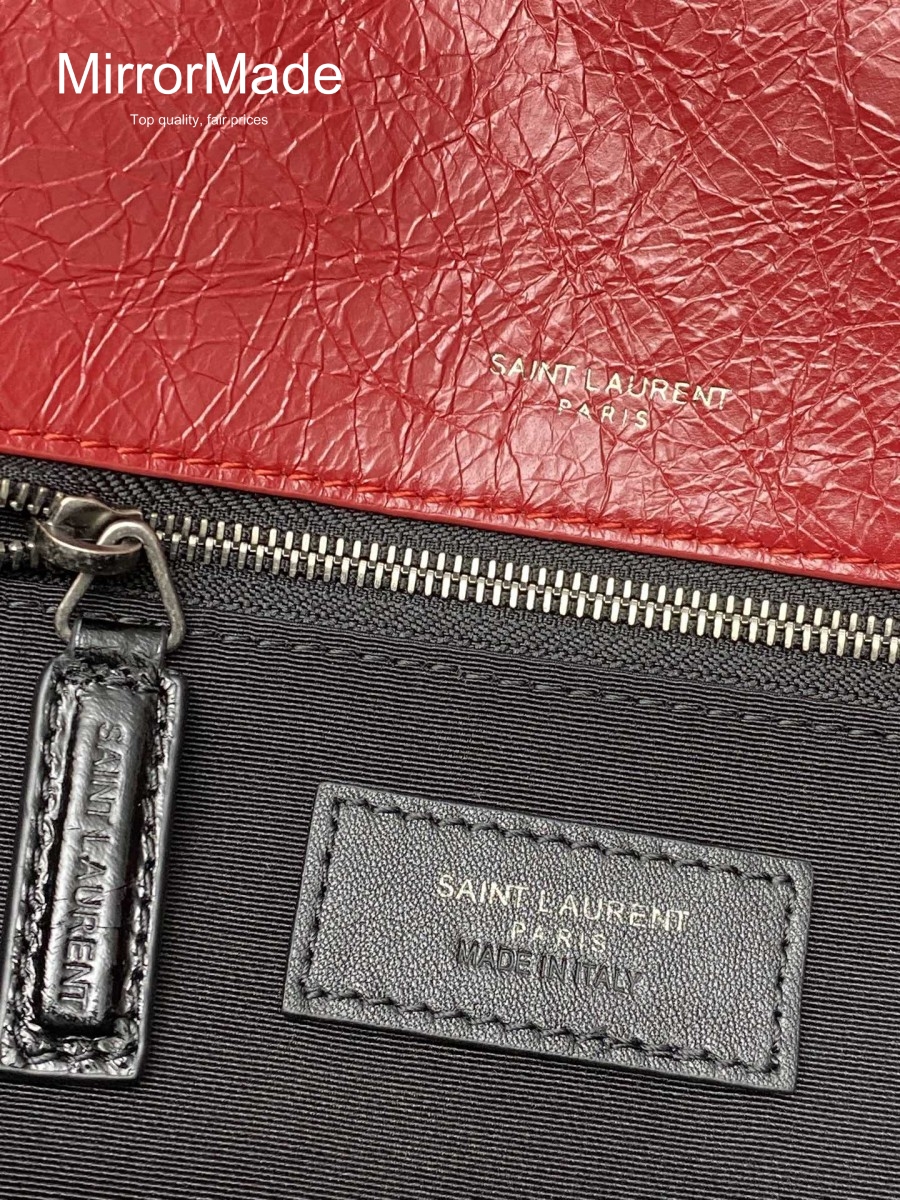 MirrorMade
Top quality, fair prices
SAINT LAURENT
PARIS
SAINT LAURENT
SAINT LAURENT
PARIS
MADE IN ITALY